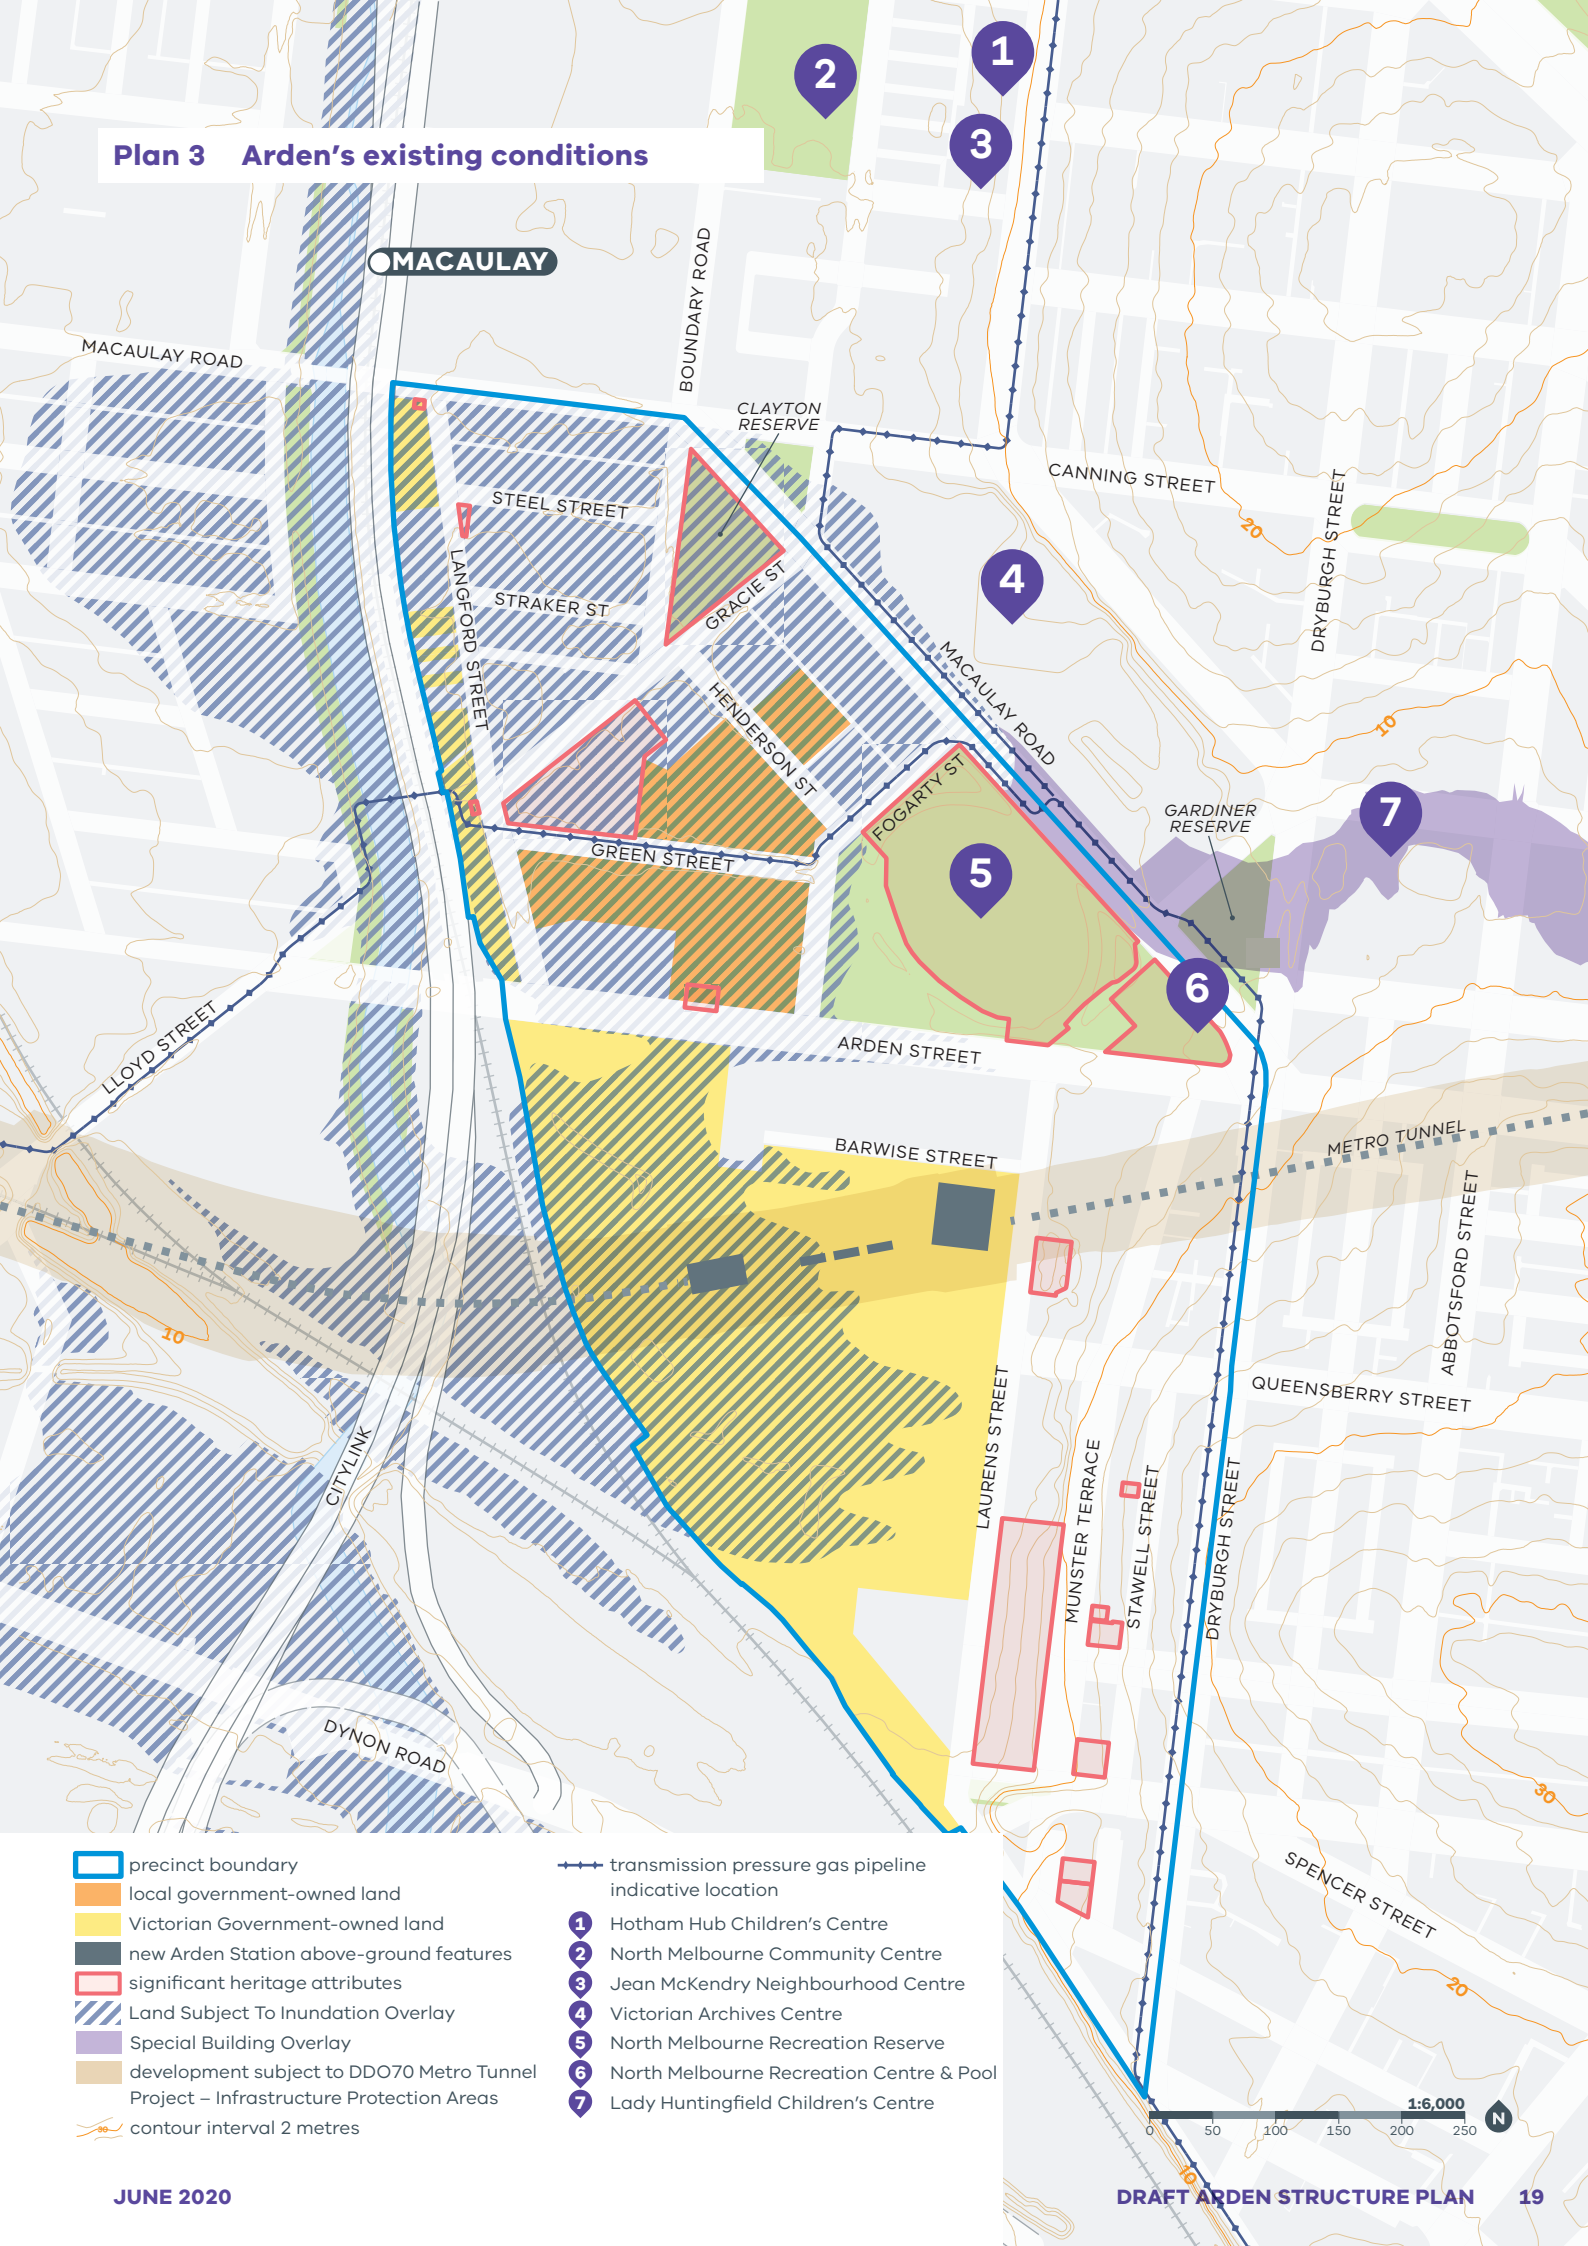 1
2
3
Plan 3 Arden's existing conditions
MACAULAY
BOUNDARY ROAD
MACAULAY ROAD
CLAYTON
RESERVE
CANNING STREET
20
STEEL STREET
DRYBURGH STREET
4
LANGFORD STREET
STRAKER ST
GRACIE ST
MACAULAY ROAD
HENDERSON ST
10
FOGARTY ST
GARDINER
RESERVE
7
GREEN STREET
5
6
LLOYD STREET
ARDEN STREET
METRO TUNNEL
BARWISE STREET
ABBOTSFORD STREET
10
QUEENSBERRY STREET
LAURENS STREET
CITYLINK
MUNSTER TERRACE
STAWELL STREET
DRYBURGH STREET
DYNON ROAD
30
SPENCER STREET
20
precinct boundary
local government-owned land
Victorian Government-owned land
new Arden Station above-ground features
significant heritage attributes
Land Subject To Inundation Overlay
Special Building Overlay
development subject to DDO70 Metro Tunnel
Project – Infrastructure Protection Areas
30
contour interval 2 metres
transmission pressure gas pipeline
indicative location
1 Hotham Hub Children's Centre
2 North Melbourne Community Centre
3 Jean McKendry Neighbourhood Centre
4 Victorian Archives Centre
5 North Melbourne Recreation Reserve
6 North Melbourne Recreation Centre & Pool
7 Lady Huntingfield Children's Centre
1:6,000
N
0 50 100 150 200 250
10
JUNE 2020
DRAFT ARDEN STRUCTURE PLAN 19